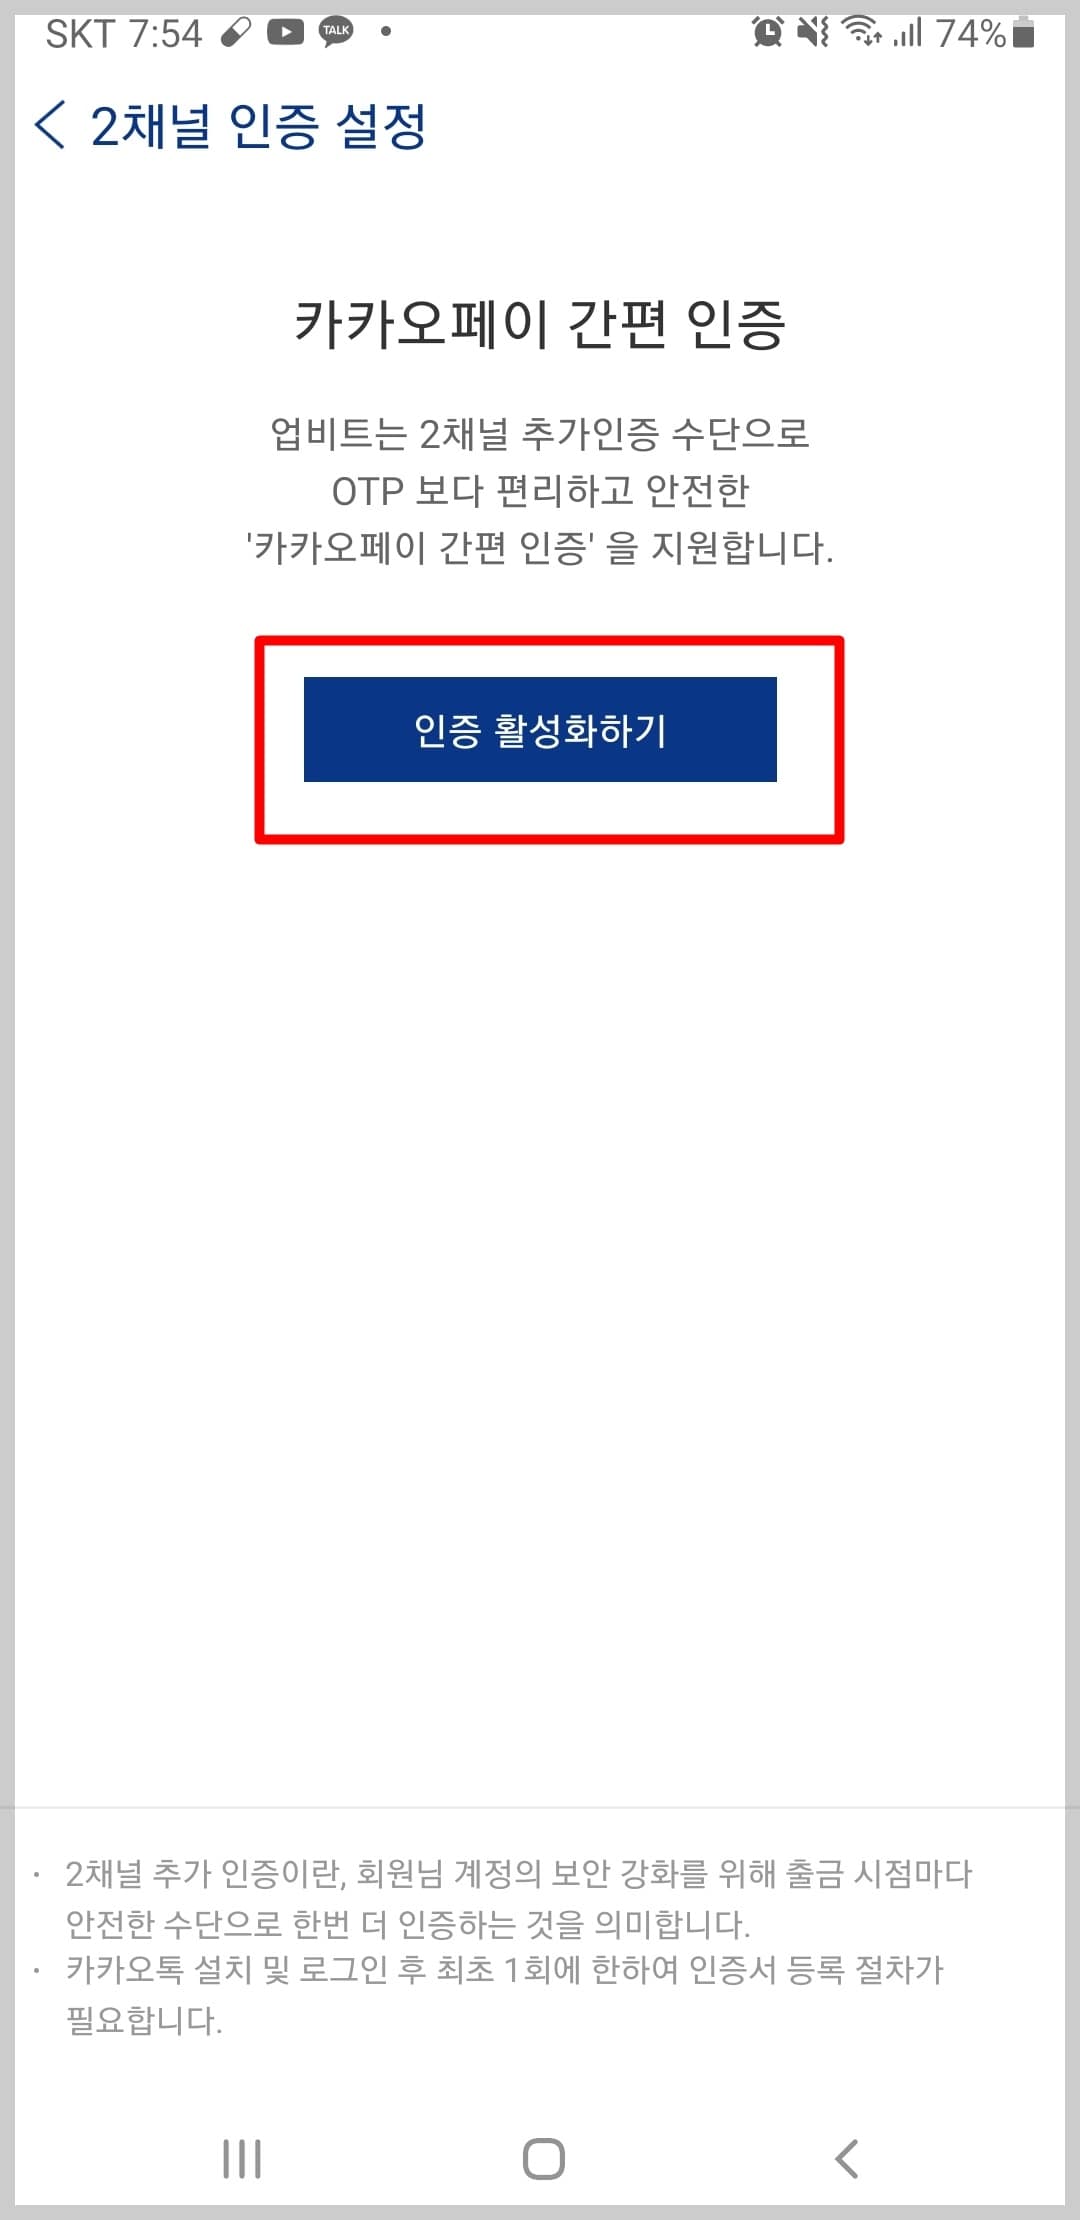 SKT 7:54 TALK 74%
2채널 인증 설정
카카오페이 간편 인증
업비트는 2채널 추가인증 수단으로
OTP 보다 편리하고 안전한
'카카오페이 간편 인증' 을 지원합니다.
인증 활성화하기
· 2채널 추가 인증이란, 회원님 계정의 보안 강화를 위해 출금 시점마다
안전한 수단으로 한번 더 인증하는 것을 의미합니다.
· 카카오톡 설치 및 로그인 후 최초 1회에 한하여 인증서 등록 절차가
필요합니다.